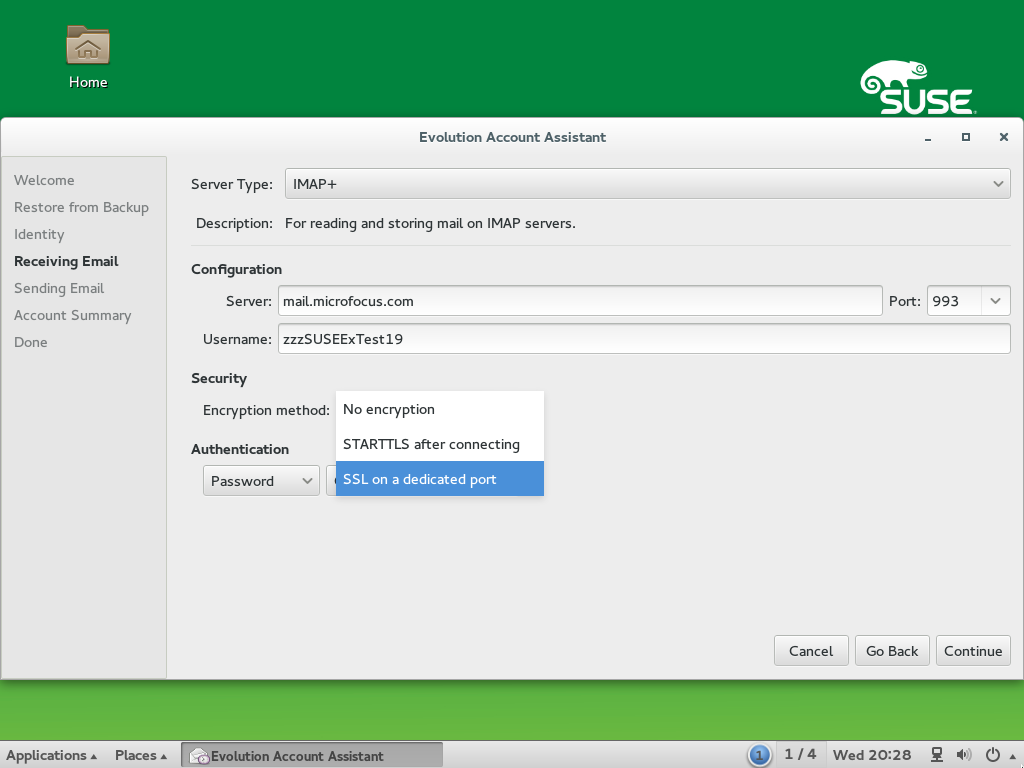 Home
SUSE
Evolution Account Assistant
Welcome
Restore from Backup
Identity
Receiving Email
Sending Email
Account Summary
Done
Server Type: IMAP+
Description: For reading and storing mail on IMAP servers.
Configuration
Server: mail.microfocus.com Port: 993
Username: zzzSUSEExTest19
Security
Encryption method: No encryption
STARTTLS after connecting
Authentication
Password SSL on a dedicated port
Cancel Go Back Continue
Applications Places Evolution Account Assistant 1 1 / 4 Wed 20:28